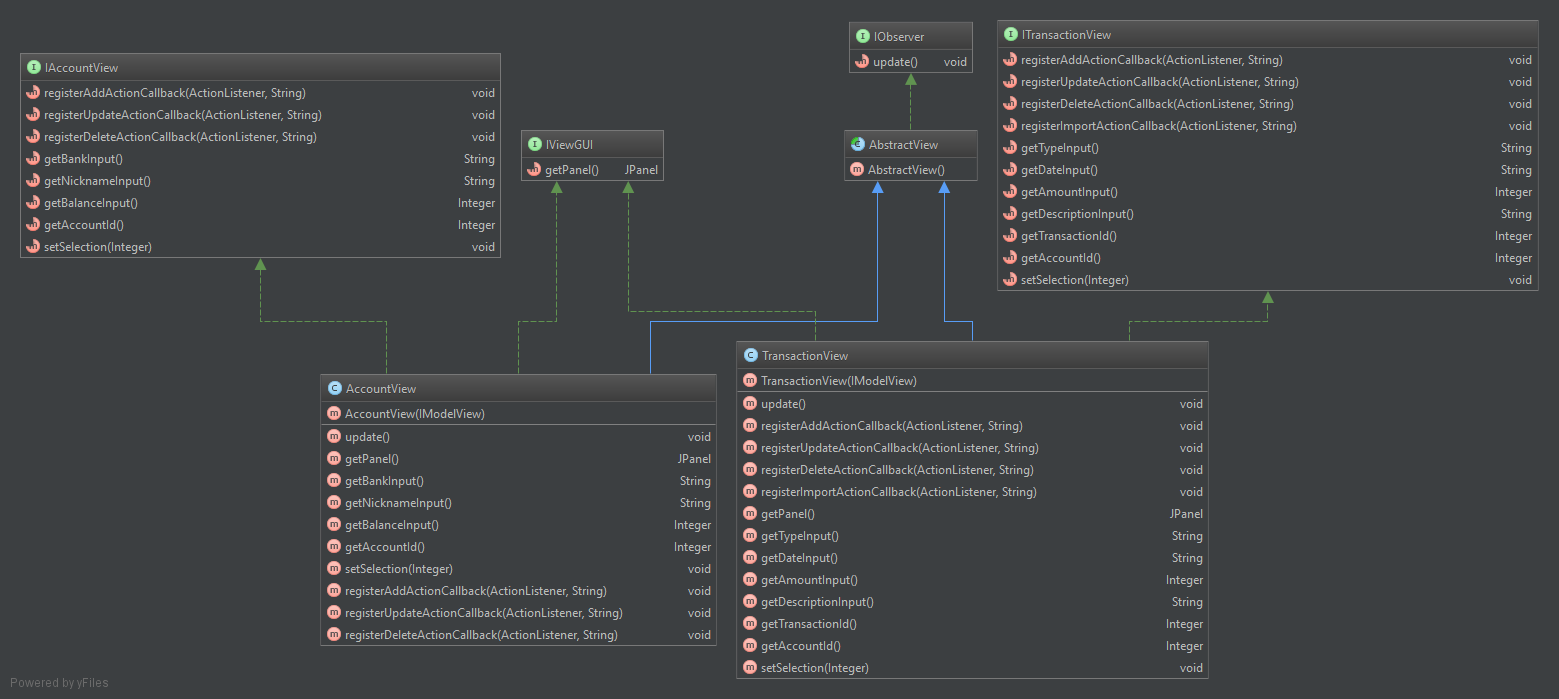 IAccountView
registerAddActionCallback(ActionListener, String) void
registerUpdateActionCallback(ActionListener, String) void
registerDeleteActionCallback(ActionListener, String) void
getBankInput() String
getNicknameInput() String
getBalanceInput() Integer
getAccountId() Integer
setSelection(Integer) void
IViewGUI
getPanel() JPanel
IObserver
update() void
AbstractView
AbstractView()
ITransactionView
registerAddActionCallback(ActionListener, String) void
registerUpdateActionCallback(ActionListener, String) void
registerDeleteActionCallback(ActionListener, String) void
registerImportActionCallback(ActionListener, String) void
getTypeInput() String
getDateInput() String
getAmountInput() Integer
getDescriptionInput() String
getTransactionId() Integer
getAccountId() Integer
setSelection(Integer) void
AccountView
AccountView(IModelView)
update() void
getPanel() JPanel
getBankInput() String
getNicknameInput() String
getBalanceInput() Integer
getAccountId() Integer
setSelection(Integer) void
registerAddActionCallback(ActionListener, String) void
registerUpdateActionCallback(ActionListener, String) void
registerDeleteActionCallback(ActionListener, String) void
TransactionView
TransactionView(IModelView)
update() void
registerAddActionCallback(ActionListener, String) void
registerUpdateActionCallback(ActionListener, String) void
registerDeleteActionCallback(ActionListener, String) void
registerImportActionCallback(ActionListener, String) void
getPanel() JPanel
getTypeInput() String
getDateInput() String
getAmountInput() Integer
getDescriptionInput() String
getTransactionId() Integer
getAccountId() Integer
setSelection(Integer) void
Powered by yFiles